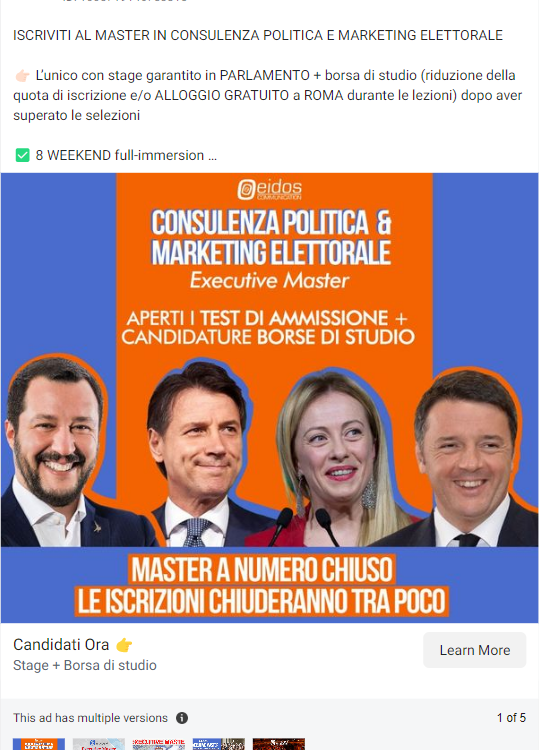 ISCRIVITI AL MASTER IN CONSULENZA POLITICA E MARKETING ELETTORALE
👉🏻 L'unico con stage garantito in PARLAMENTO + borsa di studio (riduzione della
quota di iscrizione e/o ALLOGGIO GRATUITO a ROMA durante le lezioni) dopo aver
superato le selezioni
✅ 8 WEEKEND full-immersion ...
eidos
COMMUNICATION
CONSULENZA POLITICA &
MARKETING ELETTORALE
Executive Master
APERTI I TEST DI AMMISSIONE +
CANDIDATURE BORSE DI STUDIO
MASTER A NUMERO CHIUSO
LE ISCRIZIONI CHIUDERANNO TRA POCO
Candidati Ora 👉
Stage + Borsa di studio
Learn More
This ad has multiple versions
1 of 5
EXECUTIVE MASTER